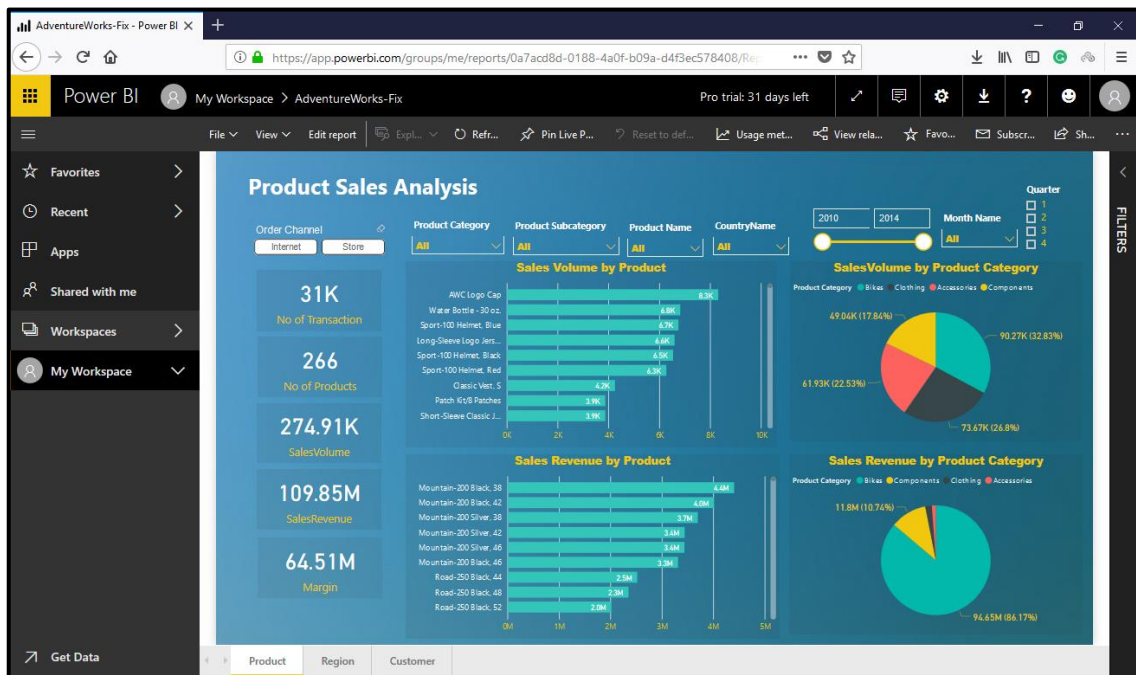 AdventureWorks-Fix - Power BI
https://app.powerbi.com/groups/me/reports/0a7acd8d-0188-4a0f-b09a-d4f3ec578408/Rep
Power BI
My Workspace > AdventureWorks-Fix
Pro trial: 31 days left
File View Edit report Expl... Refr... Pin Live P... Reset to def... Usage met... View rela... Favo... Subscr... Sh... ...
Favorites
Recent
Apps
Shared with me
Workspaces
My Workspace
Get Data
FILTERS
Product Sales Analysis
Order Channel
Internet Store
Product Category
All
Product Subcategory
All
Product Name
All
CountryName
All
2010 2014
Month Name
All
Quarter
1
2
3
4
31K
No of Transaction
266
No of Products
274.91K
SalesVolume
109.85M
SalesRevenue
64.51M
Margin
Sales Volume by Product
AWC Logo Cap 8.3K
Water Bottle - 30 oz. 6.8K
Sport-100 Helmet, Blue 6.7K
Long-Sleeve Logo Jers... 6.6K
Sport-100 Helmet, Black 6.5K
Sport-100 Helmet, Red 6.3K
Classic Vest, S 4.2K
Patch Kit/8 Patches 3.9K
Short-Sleeve Classic J... 3.9K
0K 2K 4K 6K 8K 10K
SalesVolume by Product Category
Product Category Bikes Clothing Accessories Components
49.04K (17.84%)
90.27K (32.83%)
61.93K (22.53%)
73.67K (26.8%)
Sales Revenue by Product
Mountain-200 Black, 38 4.4M
Mountain-200 Black, 42 4.0M
Mountain-200 Silver, 38 3.7M
Mountain-200 Silver, 42 3.4M
Mountain-200 Silver, 46 3.4M
Mountain-200 Black, 46 3.3M
Road-250 Black, 44 2.5M
Road-250 Black, 48 2.3M
Road-250 Black, 52 2.0M
0M 1M 2M 3M 4M 5M
Sales Revenue by Product Category
Product Category Bikes Components Clothing Accessories
11.8M (10.74%)
94.65M (86.17%)
Product Region Customer